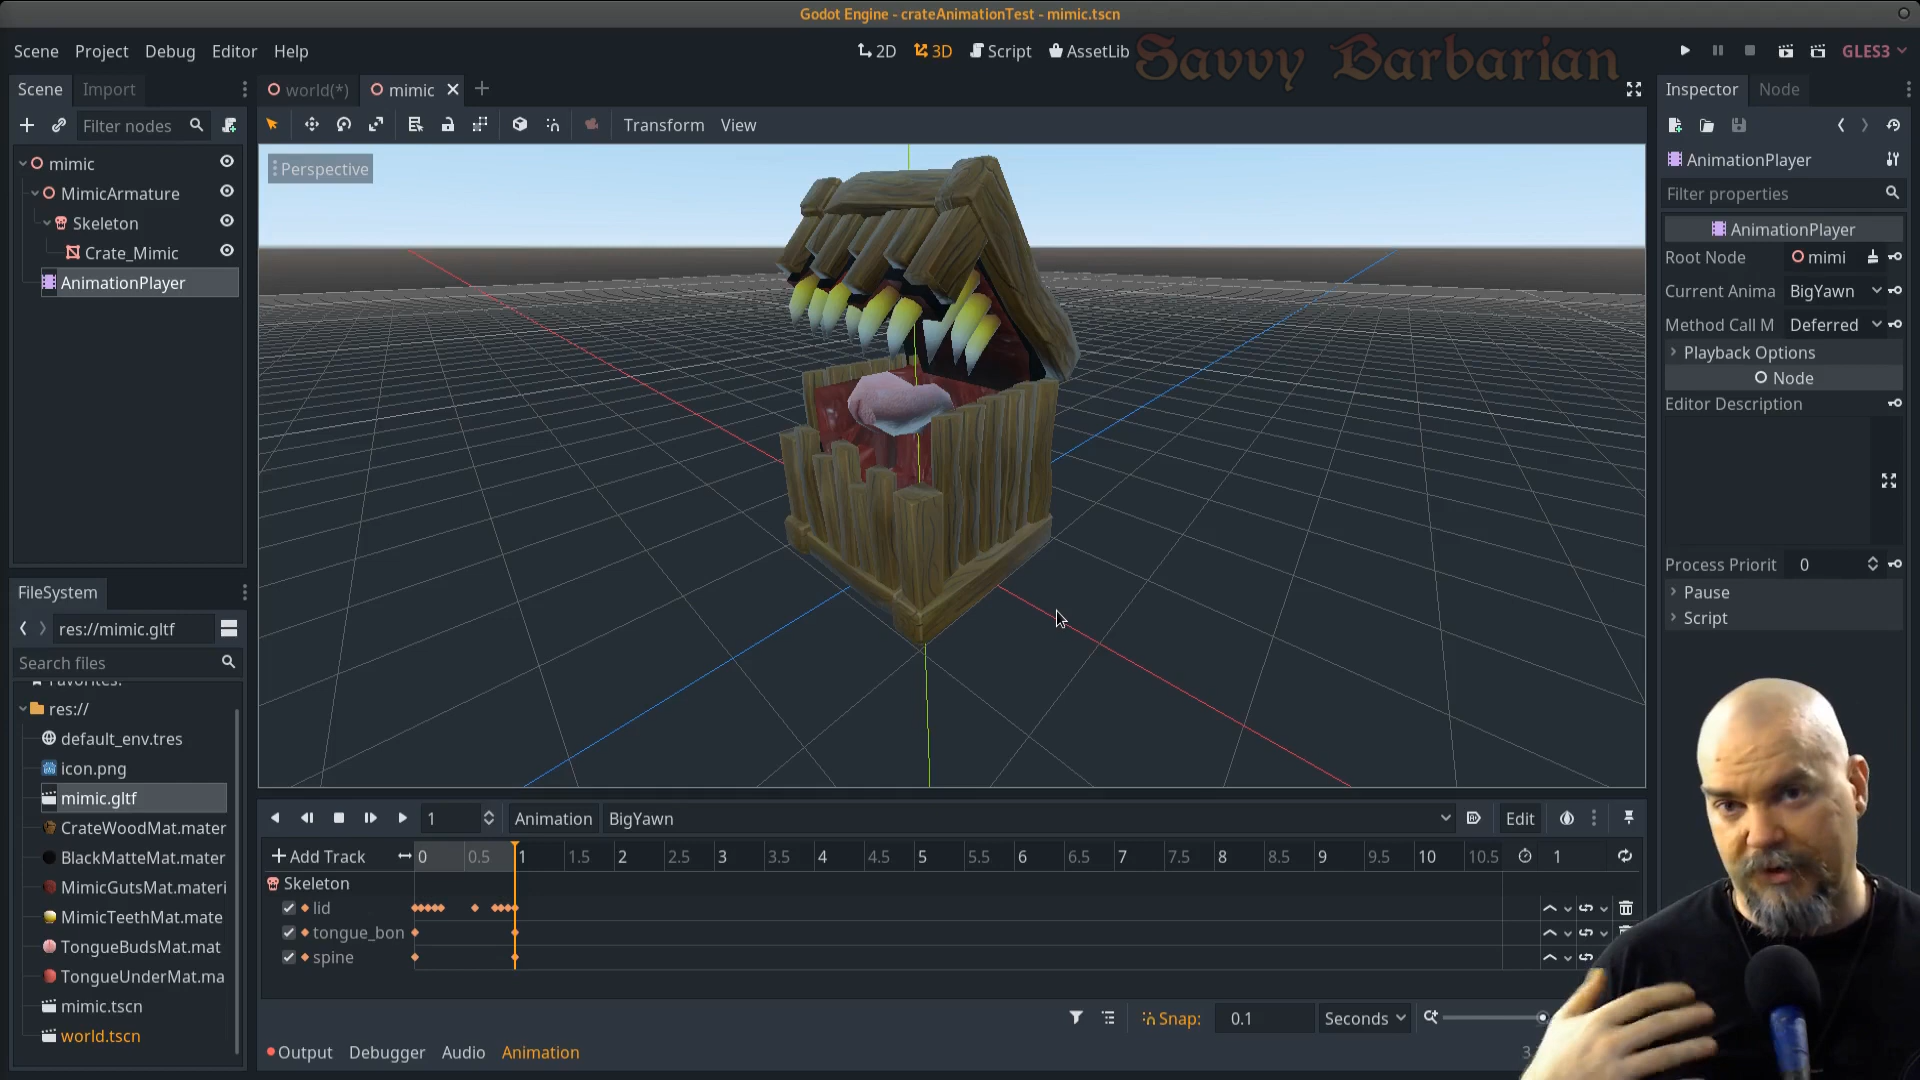 Godot Engine - crateAnimationTest - mimic.tscn
Scene Project Debug Editor Help
2D 3D Script AssetLib
Savvy Barbarian
GLES3
Scene Import
world(*) mimic
Inspector Node
Filter nodes
Transform View
mimic
MimicArmature
Skeleton
Crate_Mimic
AnimationPlayer
Perspective
AnimationPlayer
Filter properties
AnimationPlayer
Root Node mimi
Current Anima BigYawn
Method Call M Deferred
Playback Options
Node
Editor Description
Process Priorit 0
Pause
Script
FileSystem
res://mimic.gltf
Search files
Favorites:
res://
default_env.tres
icon.png
mimic.gltf
CrateWoodMat.mater
BlackMatteMat.mater
MimicGutsMat.materi
MimicTeethMat.mate
TongueBudsMat.mat
TongueUnderMat.ma
mimic.tscn
world.tscn
1 Animation BigYawn Edit
Add Track 0 0.5 1 1.5 2 2.5 3 3.5 4 4.5 5 5.5 6 6.5 7 7.5 8 8.5 9 9.5 10 10.5 1
Skeleton
lid
tongue_bon
spine
Snap: 0.1 Seconds
Output Debugger Audio Animation